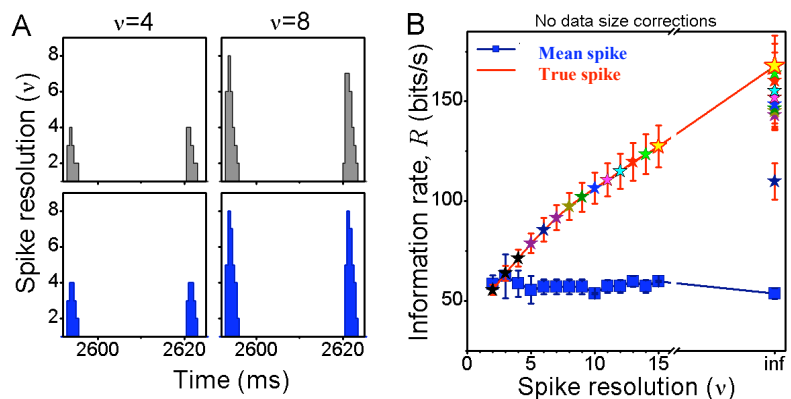 A
ν=4
ν=8
Spike resolution (ν)
8
6
4
2
8
6
4
2
2600
2620
2600
2620
Time (ms)
B
No data size corrections
Mean spike
True spike
Information rate, R (bits/s)
150
100
50
0
5
10
15
inf
Spike resolution (ν)